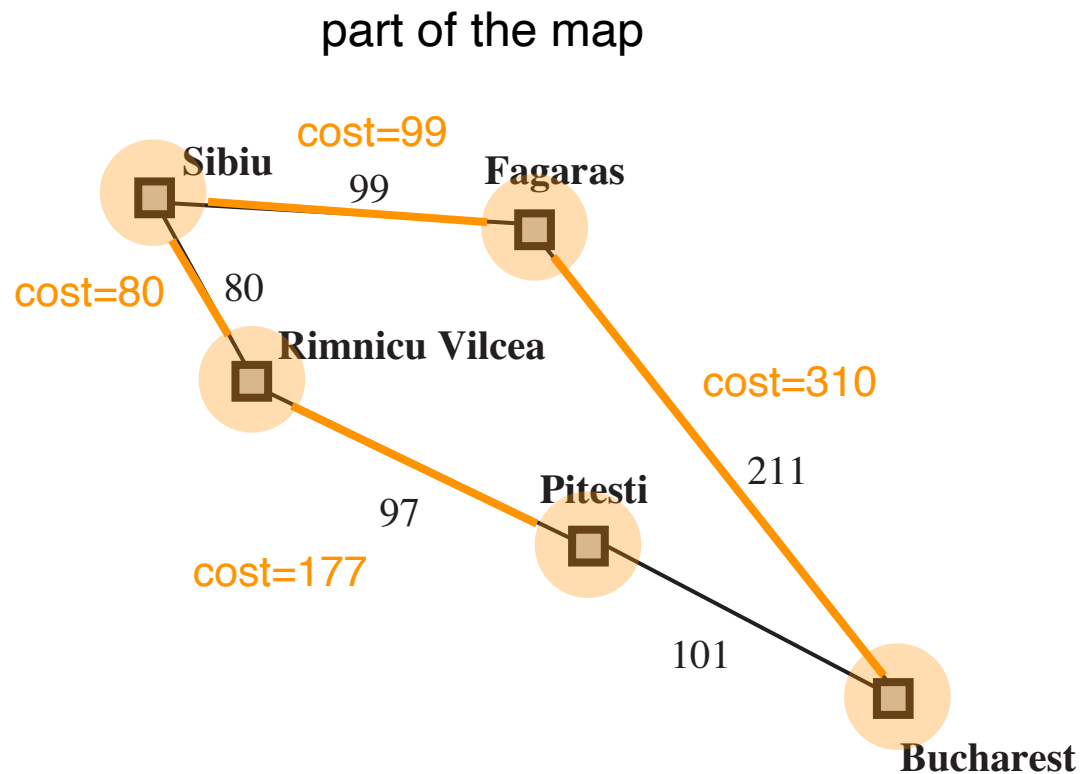 part of the map
cost=99
Sibiu
99
Fagaras
cost=80
80
Rimnicu Vilcea
cost=310
211
Pitesti
97
cost=177
101
Bucharest